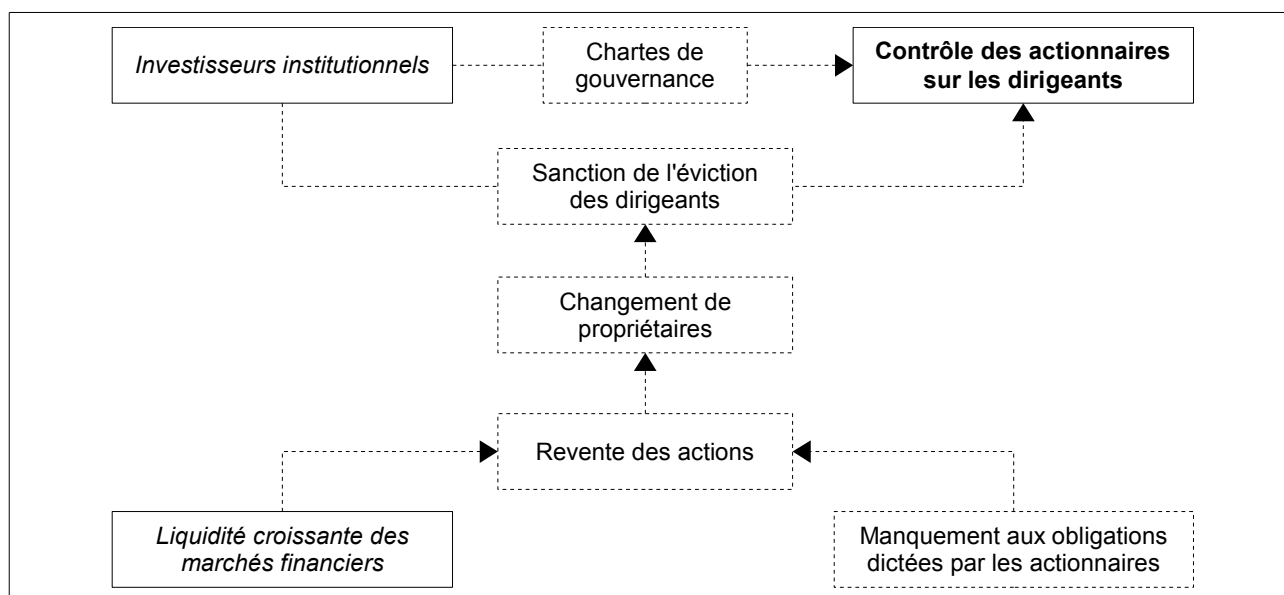 Investisseurs institutionnels
Chartes de
gouvernance
Contrôle des actionnaires
sur les dirigeants
Sanction de l'éviction
des dirigeants
Changement de
propriétaires
Revente des actions
Liquidité croissante des
marchés financiers
Manquement aux obligations
dictées par les actionnaires